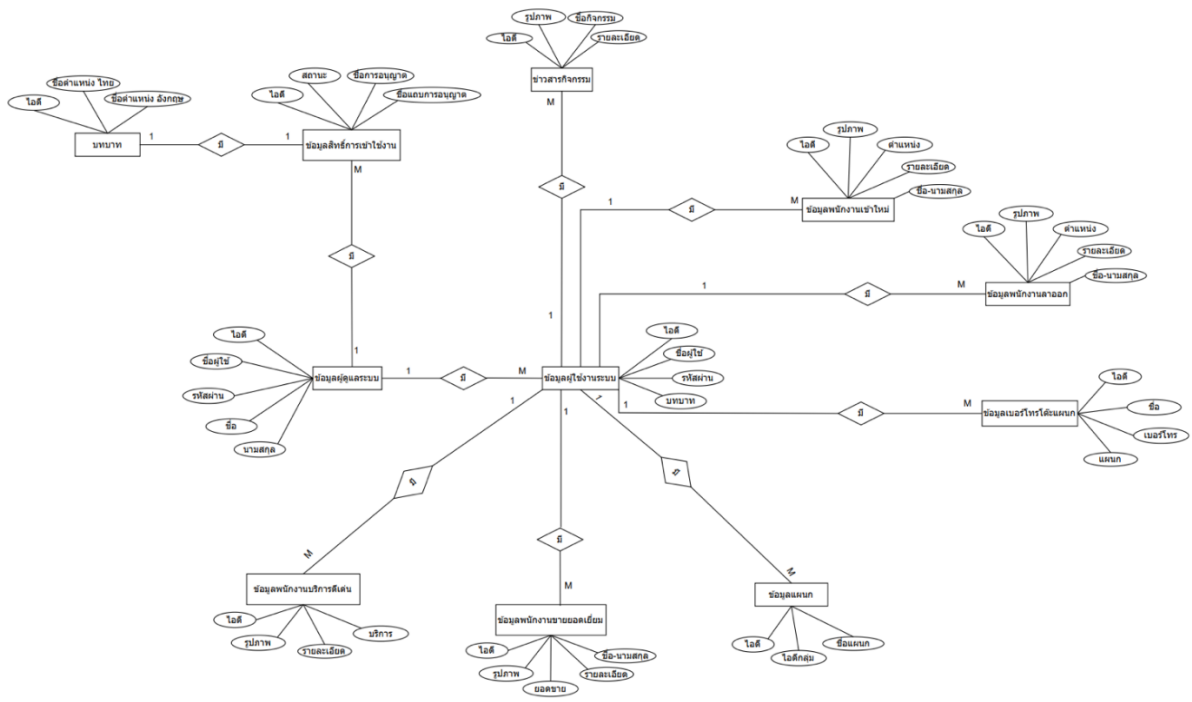 รูปภาพ
ชื่อกิจกรรม
ไอดี
รายละเอียด
ข่าวสารกิจกรรม
M
สถานะ
ชื่อการอนุญาต
ไอดี
ชื่อแถบการอนุญาต
ข้อมูลสิทธิ์การเข้าใช้งาน
ชื่อตำแหน่ง ไทย
ไอดี
ชื่อตำแหน่ง อังกฤษ
บทบาท
1
มี
1
M
มี
1
มี
1
รูปภาพ
ไอดี
ตำแหน่ง
รายละเอียด
ชื่อ-นามสกุล
ข้อมูลพนักงานเข้าใหม่
1
มี
M
รูปภาพ
ไอดี
ตำแหน่ง
รายละเอียด
ชื่อ-นามสกุล
ข้อมูลพนักงานลาออก
1
มี
M
ไอดี
ชื่อผู้ใช้
รหัสผ่าน
ชื่อ
นามสกุล
ข้อมูลผู้ดูแลระบบ
1
มี
M
ข้อมูลผู้ใช้งานระบบ
ไอดี
ชื่อผู้ใช้
รหัสผ่าน
บทบาท
1
มี
M
ข้อมูลเบอร์โทรโต๊ะแผนก
ไอดี
ชื่อ
เบอร์โทร
แผนก
1
มี
M
ข้อมูลพนักงานบริการดีเด่น
ไอดี
รูปภาพ
รายละเอียด
บริการ
1
มี
M
ข้อมูลพนักงานขายยอดเยี่ยม
ไอดี
รูปภาพ
ยอดขาย
รายละเอียด
ชื่อ-นามสกุล
1
มี
M
ข้อมูลแผนก
ไอดี
ไอดีกลุ่ม
ชื่อแผนก